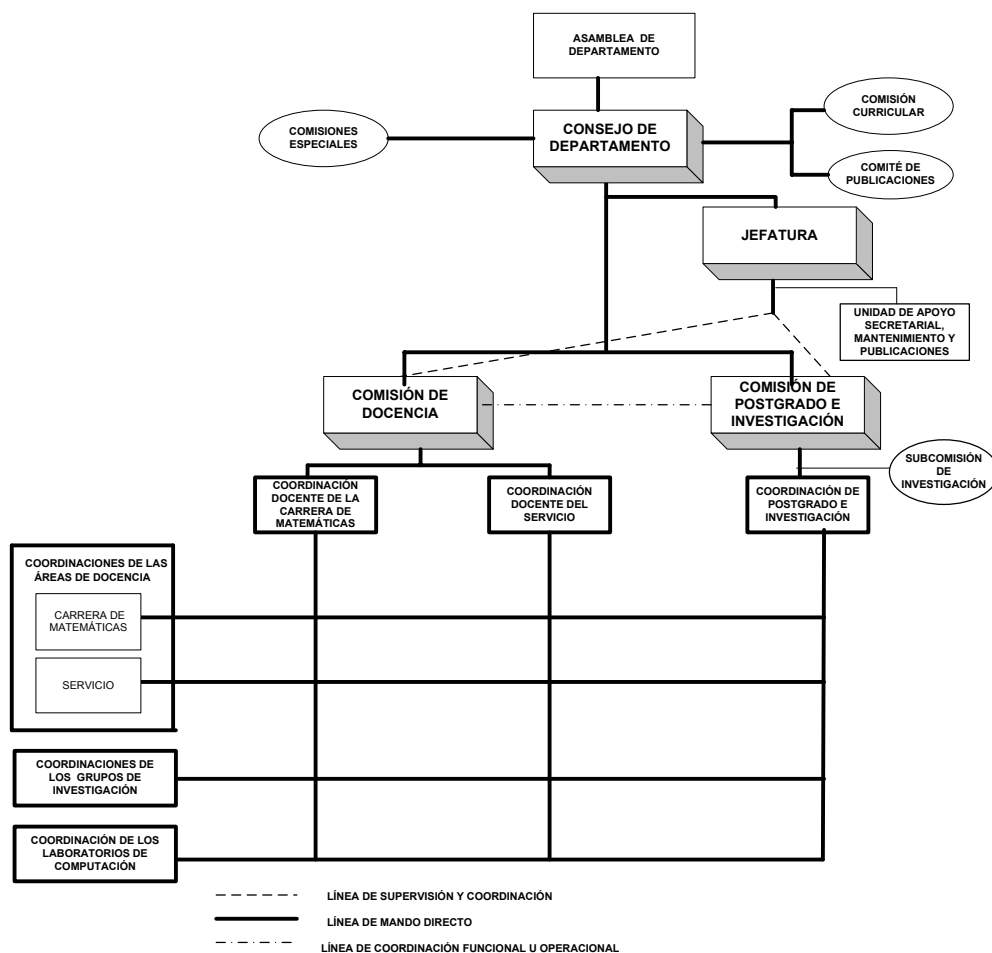 ASAMBLEA DE
DEPARTAMENTO
CONSEJO DE
DEPARTAMENTO
COMISIONES
ESPECIALES
COMISIÓN
CURRICULAR
COMITÉ DE
PUBLICACIONES
JEFATURA
UNIDAD DE APOYO
SECRETARIAL,
MANTENIMIENTO Y
PUBLICACIONES
COMISIÓN DE
DOCENCIA
COMISIÓN DE
POSTGRADO E
INVESTIGACIÓN
SUBCOMISIÓN
DE
INVESTIGACIÓN
COORDINACIÓN
DOCENTE DE LA
CARRERA DE
MATEMÁTICAS
COORDINACIÓN
DOCENTE DEL
SERVICIO
COORDINACIÓN DE
POSTGRADO E
INVESTIGACIÓN
COORDINACIONES DE LAS
ÁREAS DE DOCENCIA
CARRERA DE
MATEMÁTICAS
SERVICIO
COORDINACIONES DE
LOS GRUPOS DE
INVESTIGACIÓN
COORDINACIÓN DE LOS
LABORATORIOS DE
COMPUTACIÓN
LÍNEA DE SUPERVISIÓN Y COORDINACIÓN
LÍNEA DE MANDO DIRECTO
LÍNEA DE COORDINACIÓN FUNCIONAL U OPERACIONAL